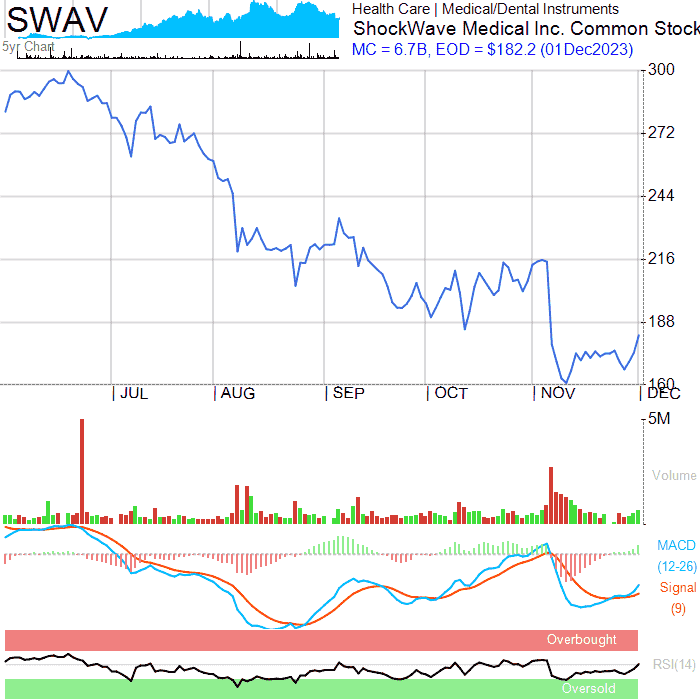 SWAV
5yr Chart
Health Care | Medical/Dental Instruments
ShockWave Medical Inc. Common Stock
MC = 6.7B, EOD = $182.2 (01Dec2023)
300
272
244
216
188
160
JUL
AUG
SEP
OCT
NOV
DEC
5M
Volume
MACD
(12-26)
Signal
(9)
Overbought
RSI(14)
Oversold